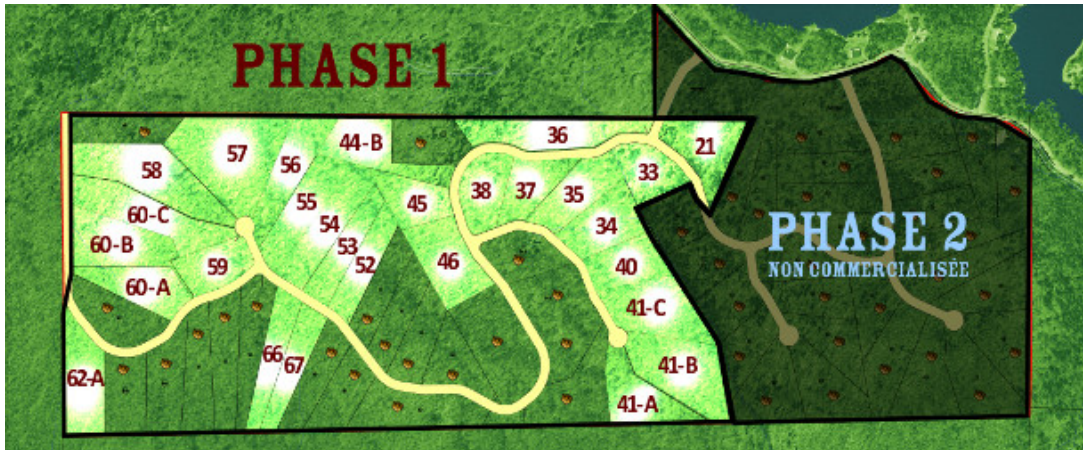 PHASE 1
36
44-B
21
57
56
58
33
38
37
35
55
45
60-C
54
34
60-B
53
52
59
46
40
60-A
41-C
66
67
41-B
62-A
41-A
PHASE 2
NON COMMERCIALISÉE